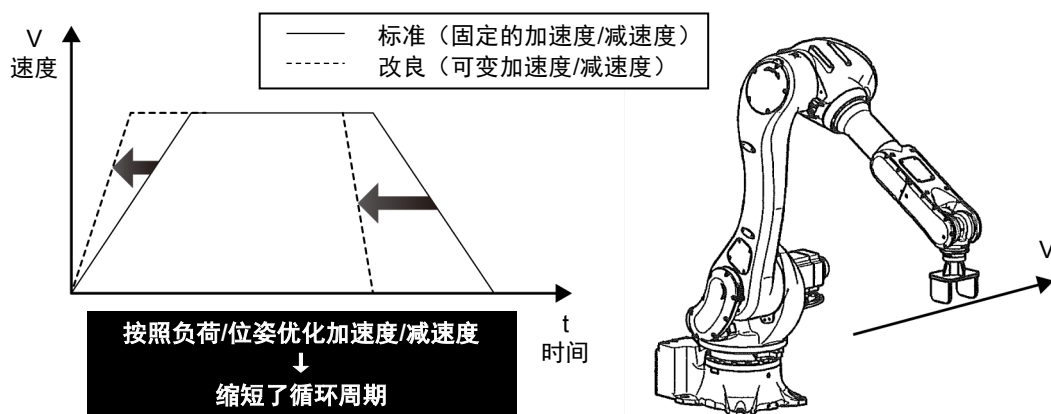 V
速度
标准（固定的加速度/减速度）
改良（可变加速度/减速度）
V
t
时间
按照负荷/位姿优化加速度/减速度
↓
缩短了循环周期